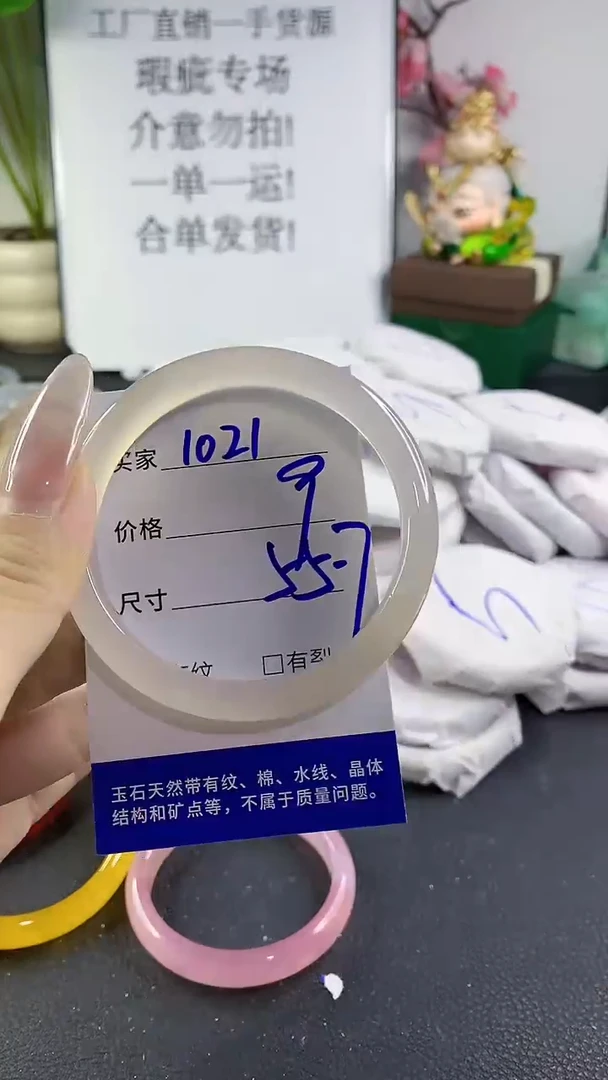 工厂直销一手货源
瑕疵专场
介意勿拍!
一单一运!
合单发货!
卖家 1021
价格 9
尺寸 55.7
纹 □有裂
玉石天然带有纹、棉、水线、晶体
结构和矿点等，不属于质量问题。
5